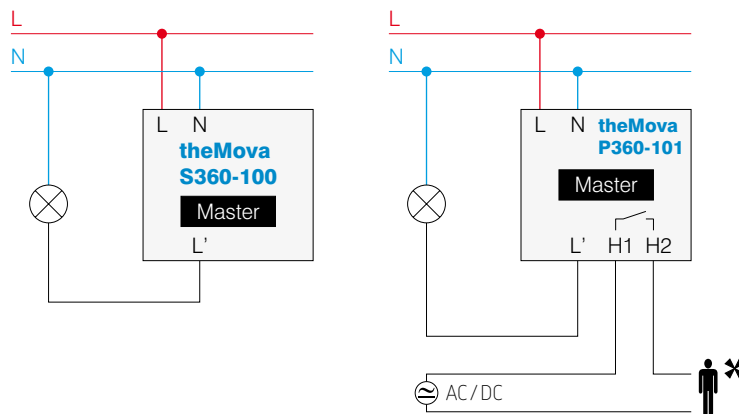 L
N
L N
theMova
S360-100
Master
L’
L
N
L N theMova
P360-101
Master
L’ H1 H2
AC/DC